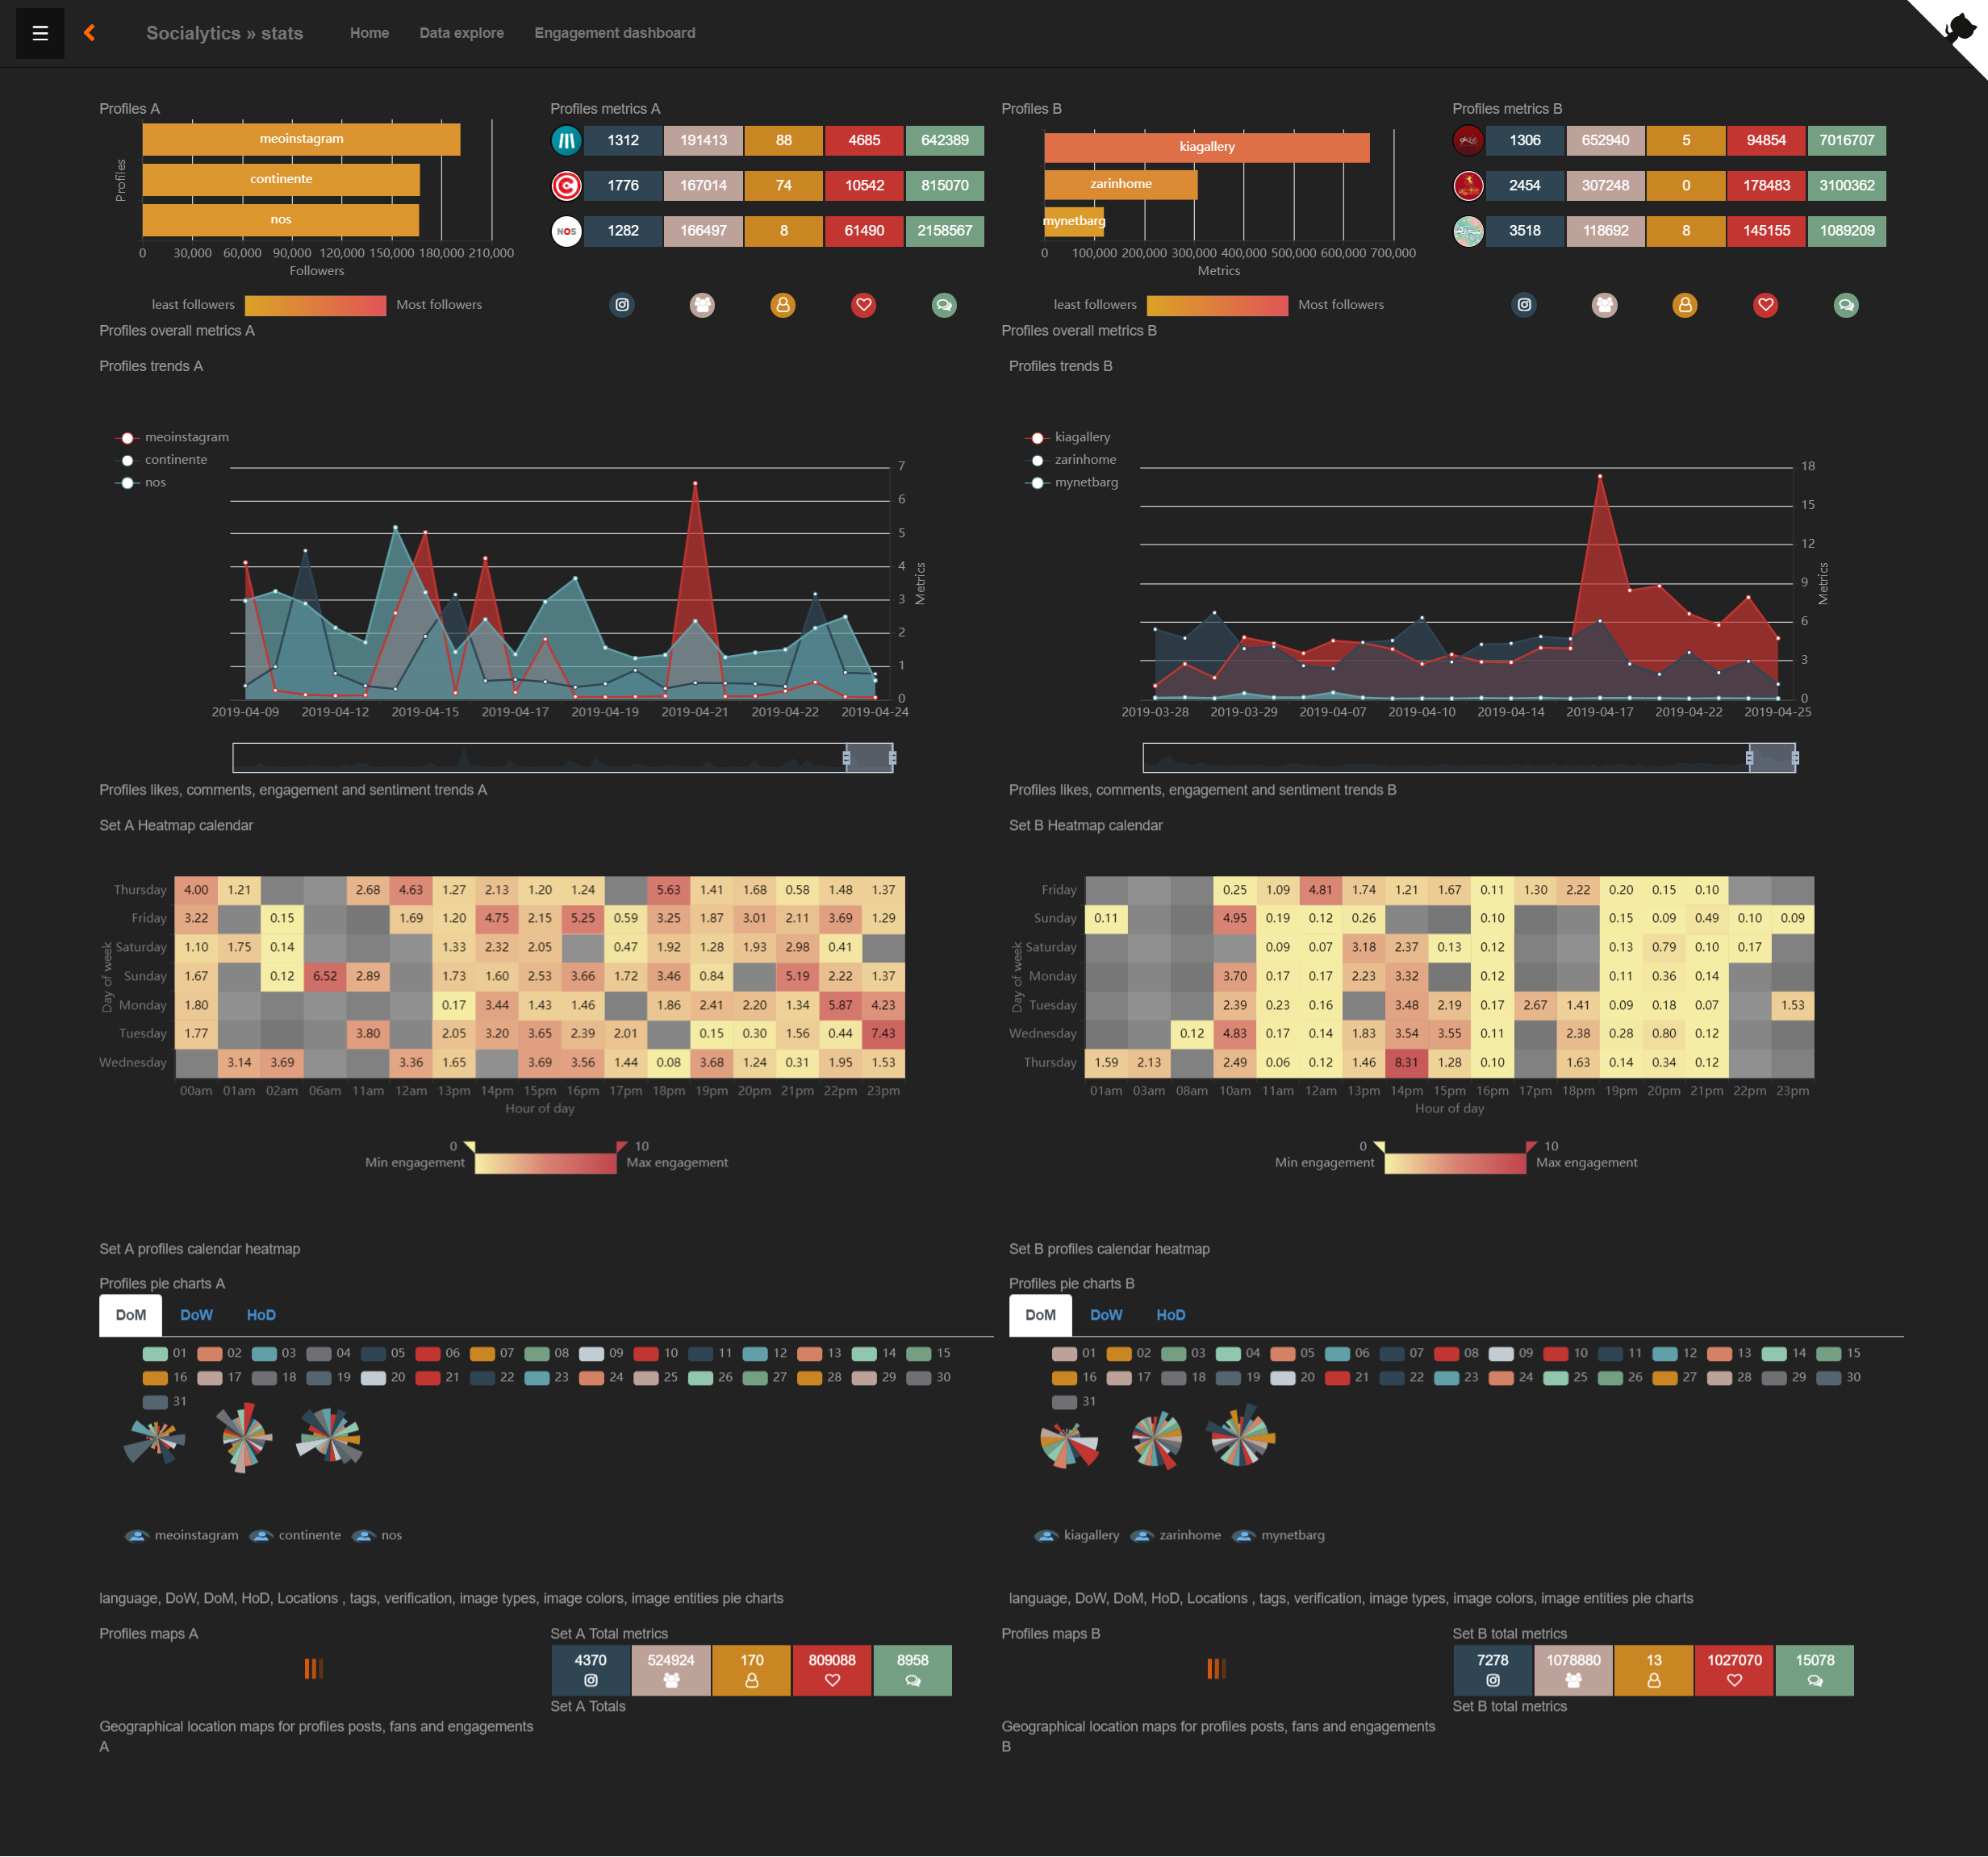 Socialytics » stats Home Data explore Engagement dashboard
Profiles A
meoinstagram
continente
nos
Profiles
0 30,000 60,000 90,000 120,000 150,000 180,000 210,000
Followers
least followers Most followers
Profiles metrics A
1312 191413 88 4685 642389
1776 167014 74 10542 815070
NOS 1282 166497 8 61490 2158567
Profiles overall metrics A
Profiles B
kiagallery
zarinhome
mynetbarg
0 100,000 200,000 300,000 400,000 500,000 600,000 700,000
Metrics
least followers Most followers
Profiles metrics B
1306 652940 5 94854 7016707
2454 307248 0 178483 3100362
3518 118692 8 145155 1089209
Profiles overall metrics B
Profiles trends A
meoinstagram
continente
nos
7
6
5
4
3
2
1
0
Metrics
2019-04-09 2019-04-12 2019-04-15 2019-04-17 2019-04-19 2019-04-21 2019-04-22 2019-04-24
Profiles likes, comments, engagement and sentiment trends A
Profiles trends B
kiagallery
zarinhome
mynetbarg
18
15
12
9
6
3
0
Metrics
2019-03-28 2019-03-29 2019-04-07 2019-04-10 2019-04-14 2019-04-17 2019-04-22 2019-04-25
Profiles likes, comments, engagement and sentiment trends B
Set A Heatmap calendar
Day of week
Thursday 4.00 1.21 2.68 4.63 1.27 2.13 1.20 1.24 5.63 1.41 1.68 0.58 1.48 1.37
Friday 3.22 0.15 1.69 1.20 4.75 2.15 5.25 0.59 3.25 1.87 3.01 2.11 3.69 1.29
Saturday 1.10 1.75 0.14 1.33 2.32 2.05 0.47 1.92 1.28 1.93 2.98 0.41
Sunday 1.67 0.12 6.52 2.89 1.73 1.60 2.53 3.66 1.72 3.46 0.84 5.19 2.22 1.37
Monday 1.80 0.17 3.44 1.43 1.46 1.86 2.41 2.20 1.34 5.87 4.23
Tuesday 1.77 3.80 2.05 3.20 3.65 2.39 2.01 0.15 0.30 1.56 0.44 7.43
Wednesday 3.14 3.69 3.36 1.65 3.69 3.56 1.44 0.08 3.68 1.24 0.31 1.95 1.53
00am 01am 02am 06am 11am 12am 13pm 14pm 15pm 16pm 17pm 18pm 19pm 20pm 21pm 22pm 23pm
Hour of day
0 10
Min engagement Max engagement
Set B Heatmap calendar
Day of week
Friday 0.25 1.09 4.81 1.74 1.21 1.67 0.11 1.30 2.22 0.20 0.15 0.10
Sunday 0.11 4.95 0.19 0.12 0.26 0.10 0.15 0.09 0.49 0.10 0.09
Saturday 0.09 0.07 3.18 2.37 0.13 0.12 0.13 0.79 0.10 0.17
Monday 3.70 0.17 0.17 2.23 3.32 0.12 0.11 0.36 0.14
Tuesday 2.39 0.23 0.16 3.48 2.19 0.17 2.67 1.41 0.09 0.18 0.07 1.53
Wednesday 0.12 4.83 0.17 0.14 1.83 3.54 3.55 0.11 2.38 0.28 0.80 0.12
Thursday 1.59 2.13 2.49 0.06 0.12 1.46 8.31 1.28 0.10 1.63 0.14 0.34 0.12
01am 03am 08am 10am 11am 12am 13pm 14pm 15pm 16pm 17pm 18pm 19pm 20pm 21pm 22pm 23pm
Hour of day
0 10
Min engagement Max engagement
Set A profiles calendar heatmap
Profiles pie charts A
DoM DoW HoD
01 02 03 04 05 06 07 08 09 10 11 12 13 14 15
16 17 18 19 20 21 22 23 24 25 26 27 28 29 30
31
meoinstagram continente nos
language, DoW, DoM, HoD, Locations , tags, verification, image types, image colors, image entities pie charts
Set B profiles calendar heatmap
Profiles pie charts B
DoM DoW HoD
01 02 03 04 05 06 07 08 09 10 11 12 13 14 15
16 17 18 19 20 21 22 23 24 25 26 27 28 29 30
31
kiagallery zarinhome mynetbarg
language, DoW, DoM, HoD, Locations , tags, verification, image types, image colors, image entities pie charts
Profiles maps A
Geographical location maps for profiles posts, fans and engagements
A
Set A Total metrics
4370 524924 170 809088 8958
Set A Totals
Profiles maps B
Geographical location maps for profiles posts, fans and engagements
B
Set B total metrics
7278 1078880 13 1027070 15078
Set B total metrics